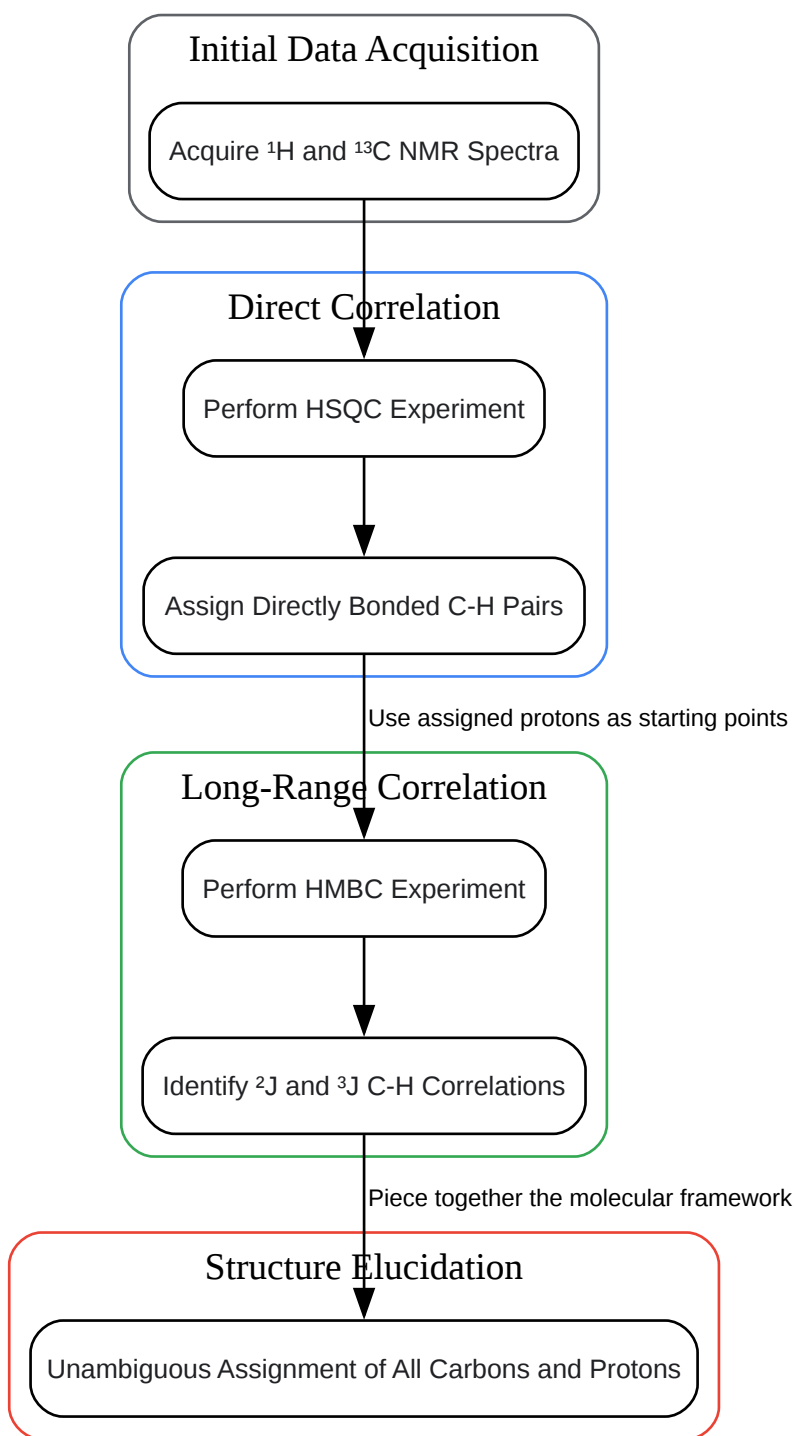 Initial Data Acquisition
Acquire ¹H and ¹³C NMR Spectra
Direct Correlation
Perform HSQC Experiment
Assign Directly Bonded C-H Pairs
Use assigned protons as starting points
Long-Range Correlation
Perform HMBC Experiment
Identify ²J and ³J C-H Correlations
Piece together the molecular framework
Structure Elucidation
Unambiguous Assignment of All Carbons and Protons